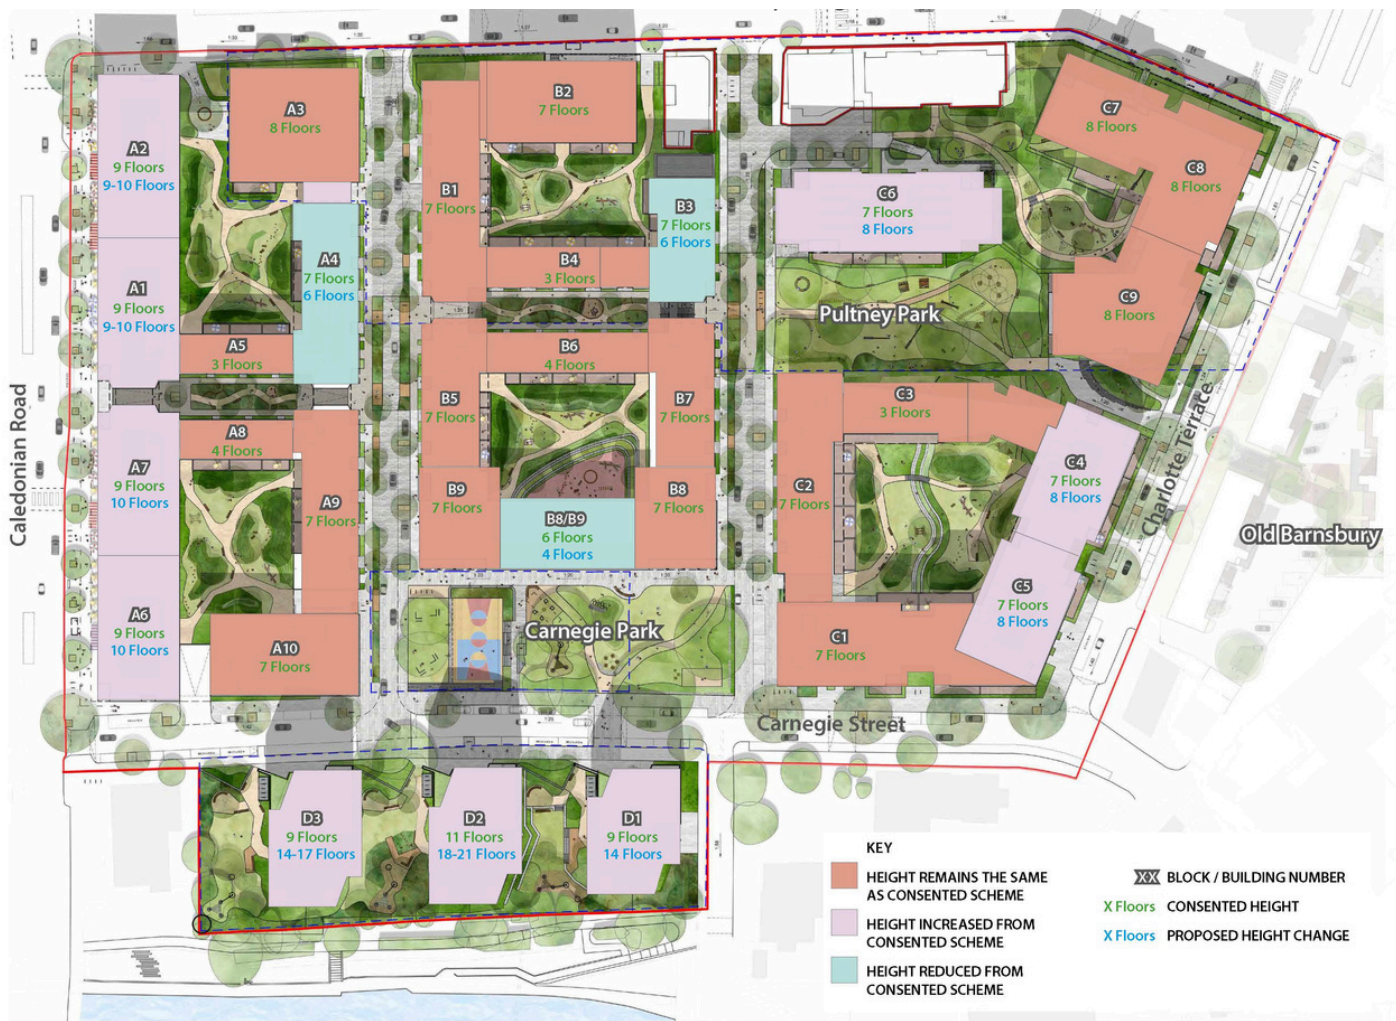 A3
8 Floors
B2
7 Floors
C7
8 Floors
A2
9 Floors
9-10 Floors
B1
7 Floors
B3
7 Floors
6 Floors
C6
7 Floors
8 Floors
C8
8 Floors
A4
7 Floors
6 Floors
B4
3 Floors
A1
9 Floors
9-10 Floors
C9
8 Floors
Pultney Park
A5
3 Floors
B6
4 Floors
B5
7 Floors
B7
7 Floors
C3
3 Floors
Caledonian Road
A8
4 Floors
A7
9 Floors
10 Floors
A9
7 Floors
B9
7 Floors
B8
7 Floors
C2
7 Floors
C4
7 Floors
8 Floors
Charlotte Terrace
B8/B9
6 Floors
4 Floors
Old Barnsbury
C5
7 Floors
8 Floors
A6
9 Floors
10 Floors
Carnegie Park
C1
7 Floors
A10
7 Floors
Carnegie Street
D3
9 Floors
14-17 Floors
D2
11 Floors
18-21 Floors
D1
9 Floors
14 Floors
KEY
HEIGHT REMAINS THE SAME
AS CONSENTED SCHEME
HEIGHT INCREASED FROM
CONSENTED SCHEME
HEIGHT REDUCED FROM
CONSENTED SCHEME
XX BLOCK / BUILDING NUMBER
X Floors CONSENTED HEIGHT
X Floors PROPOSED HEIGHT CHANGE